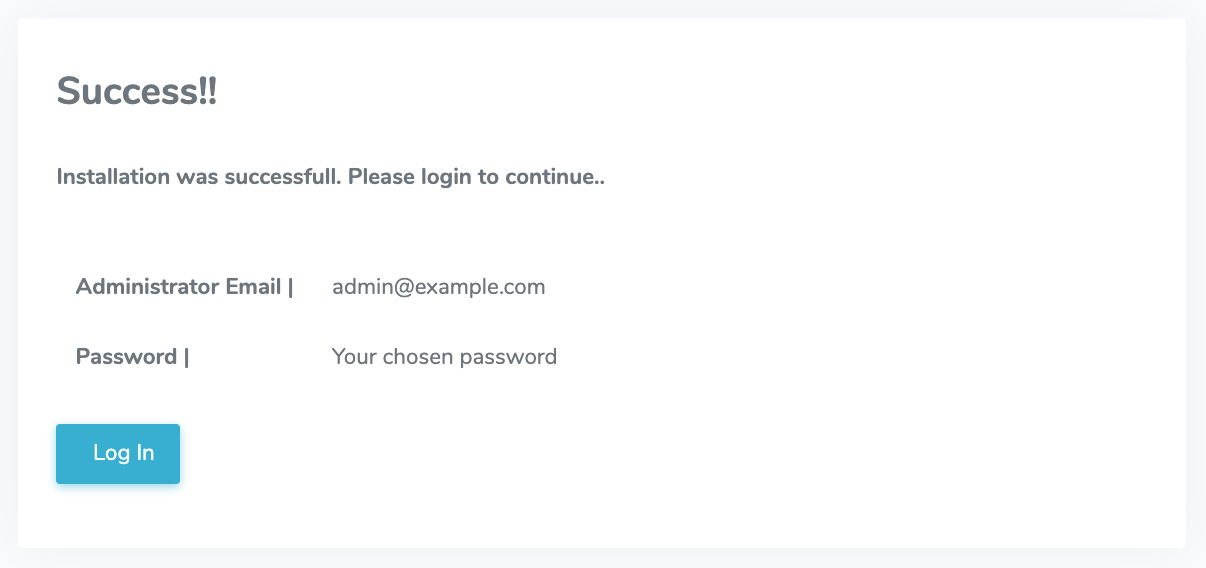 Success!!
Installation was successfull. Please login to continue..
Administrator Email | admin@example.com
Password | Your chosen password
Log In